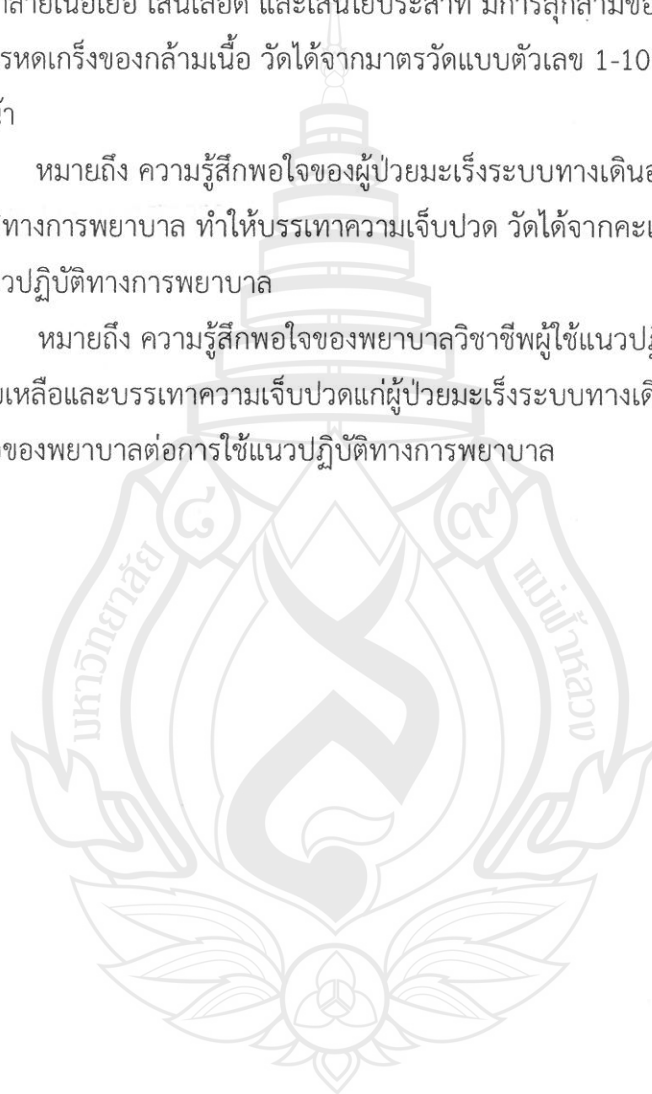 เส้นเลือด และเส้นใยประสาท มีการลุกลามของ
รหดเกร็งของกล้ามเนื้อ วัดได้จากมาตรวัดแบบตัวเลข 1-10
หมายถึง ความรู้สึกพอใจของผู้ป่วยมะเร็งระบบทางเดินอ
ทางการพยาบาล ทำให้บรรเทาความเจ็บปวด วัดได้จากคะแ
วปฏิบัติทางการพยาบาล
หมายถึง ความรู้สึกพอใจของพยาบาลวิชาชีพผู้ใช้แนวปฏิ
ยเหลือและบรรเทาความเจ็บปวดแก่ผู้ป่วยมะเร็งระบบทางเดิ
ของพยาบาลต่อการใช้แนวปฏิบัติทางการพยาบาล
๘ ๙
มหาวิทยาลัย
แม่ฟ้าหลวง